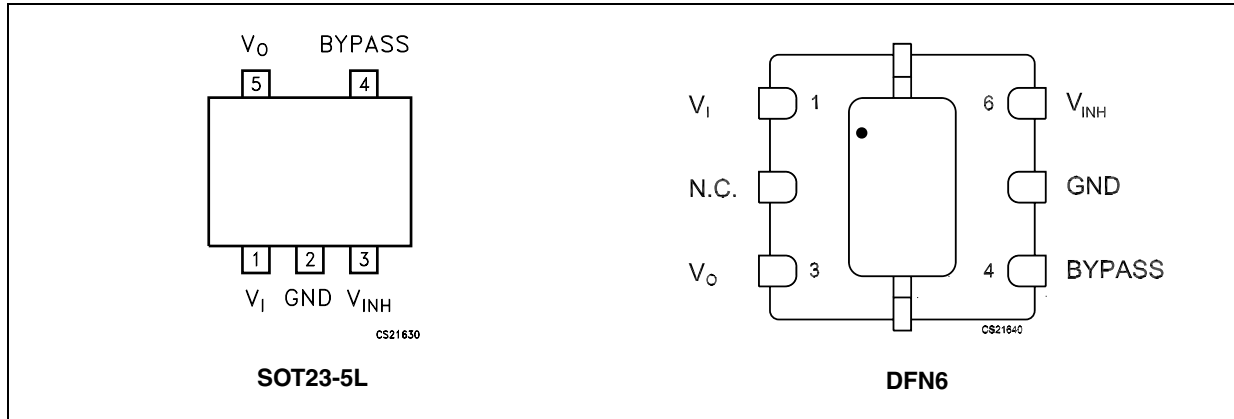 V_O BYPASS
5 4
1 2 3
V_I GND V_INH
CS21630
SOT23-5L
V_I 1 6 V_INH
N.C. GND
V_O 3 4 BYPASS
CS21640
DFN6